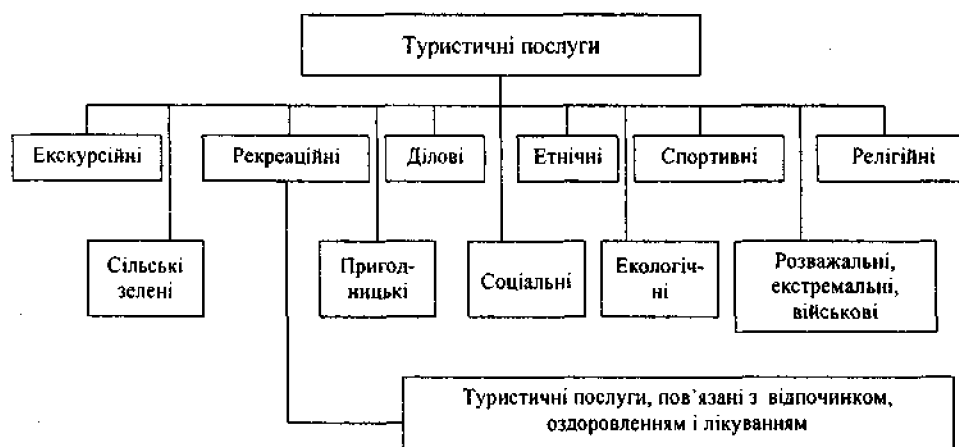 Туристичні послуги
Екскурсійні
Рекреаційні
Ділові
Етнічні
Спортивні
Релігійні
Сільські
зелені
Пригод-
ницькі
Соціальні
Екологіч-
ні
Розважальні,
екстремальні,
військові
Туристичні послуги, пов`язані з відпочинком,
оздоровленням і лікуванням